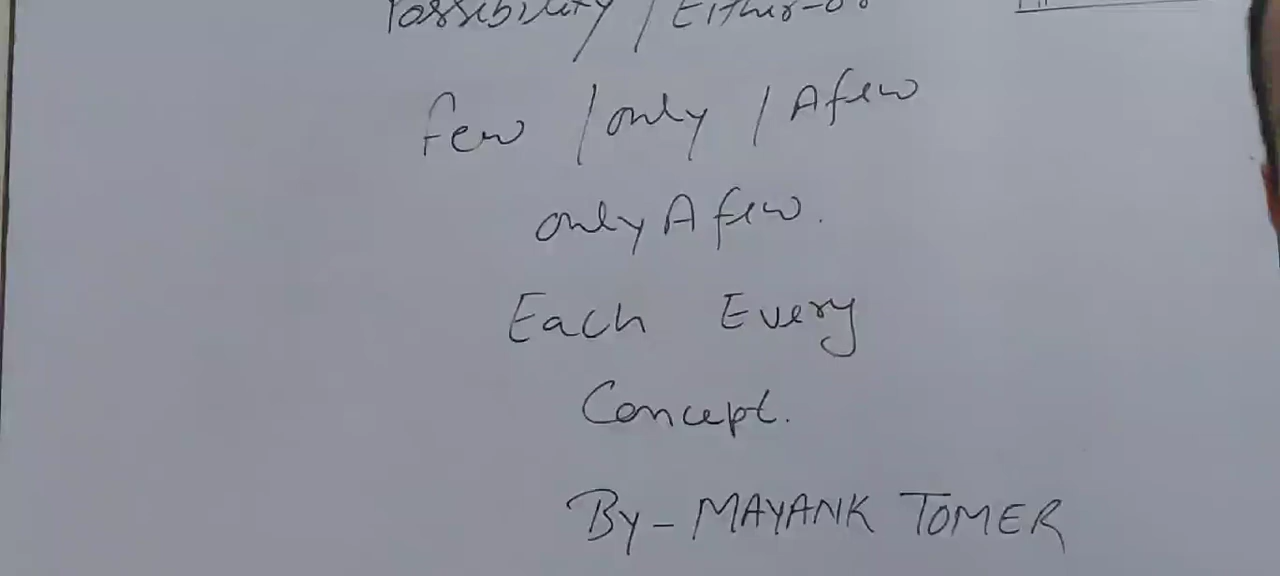 Possibility / Either-or
few / only / A few
only A few.
Each Every
Concept.
By - MAYANK TOMER